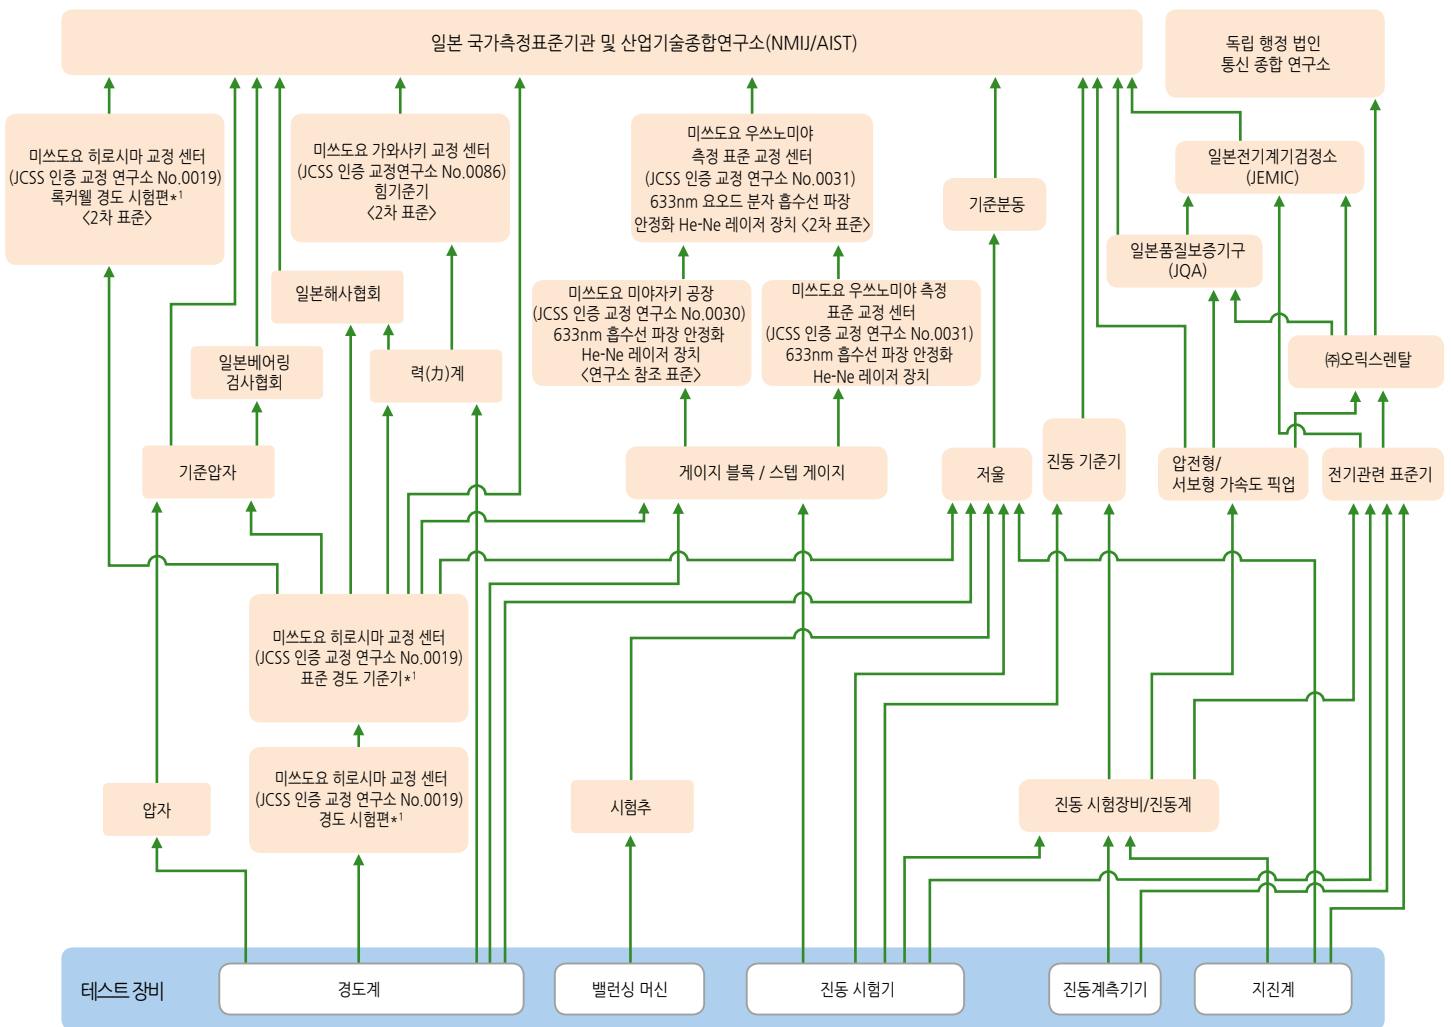 일본 국가측정표준기관 및 산업기술종합연구소(NMIJ/AIST)
독립 행정 법인
통신 종합 연구소
미쓰도요 히로시마 교정 센터
(JCSS 인증 교정 연구소 No.0019)
록커웰 경도 시험편*1
<2차 표준>
미쓰도요 가와사키 교정 센터
(JCSS 인증 교정연구소 No.0086)
힘기준기
<2차 표준>
미쓰도요 우쓰노미야
측정 표준 교정 센터
(JCSS 인증 교정 연구소 No.0031)
633nm 요오드 분자 흡수선 파장
안정화 He-Ne 레이저 장치 <2차 표준>
기준분동
일본전기계기검정소
(JEMIC)
일본품질보증기구
(JQA)
일본해사협회
미쓰도요 미야자키 공장
(JCSS 인증 교정 연구소 No.0030)
633nm 흡수선 파장 안정화
He-Ne 레이저 장치
<연구소 참조 표준>
미쓰도요 우쓰노미야 측정
표준 교정 센터
(JCSS 인증 교정 연구소 No.0031)
633nm 흡수선 파장 안정화
He-Ne 레이저 장치
일본베어링
검사협회
력(力)계
㈜오릭스렌탈
기준압자
게이지 블록 / 스텝 게이지
저울
진동 기준기
압전형/
서보형 가속도 픽업
전기관련 표준기
미쓰도요 히로시마 교정 센터
(JCSS 인증 교정 연구소 No.0019)
표준 경도 기준기*1
미쓰도요 히로시마 교정 센터
(JCSS 인증 교정 연구소 No.0019)
경도 시험편*1
압자
시험추
진동 시험장비/진동계
테스트 장비
경도계
밸런싱 머신
진동 시험기
진동계측기기
지진계